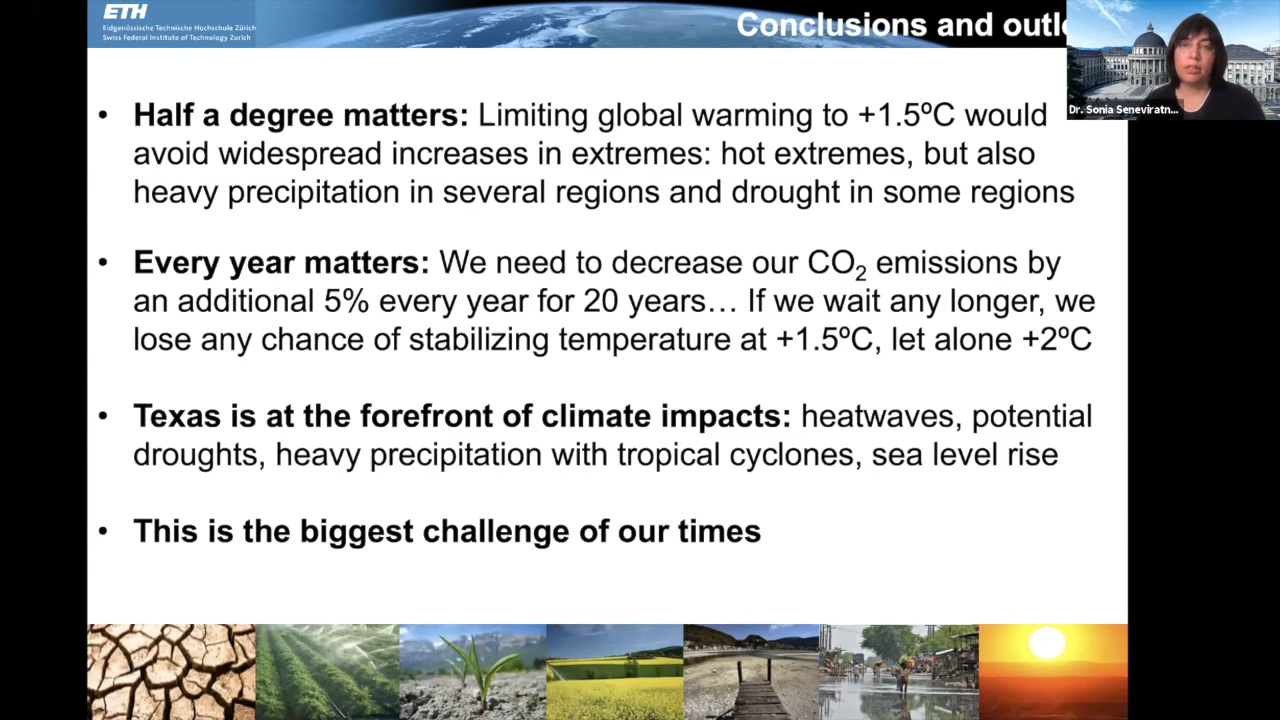 ETH
Eidgenössische Technische Hochschule Zürich
Swiss Federal Institute of Technology Zurich
Conclusions and outlo
Dr. Sonia Seneviratn...
• Half a degree matters: Limiting global warming to +1.5ºC would
avoid widespread increases in extremes: hot extremes, but also
heavy precipitation in several regions and drought in some regions
• Every year matters: We need to decrease our CO₂ emissions by
an additional 5% every year for 20 years… If we wait any longer, we
lose any chance of stabilizing temperature at +1.5ºC, let alone +2ºC
• Texas is at the forefront of climate impacts: heatwaves, potential
droughts, heavy precipitation with tropical cyclones, sea level rise
• This is the biggest challenge of our times